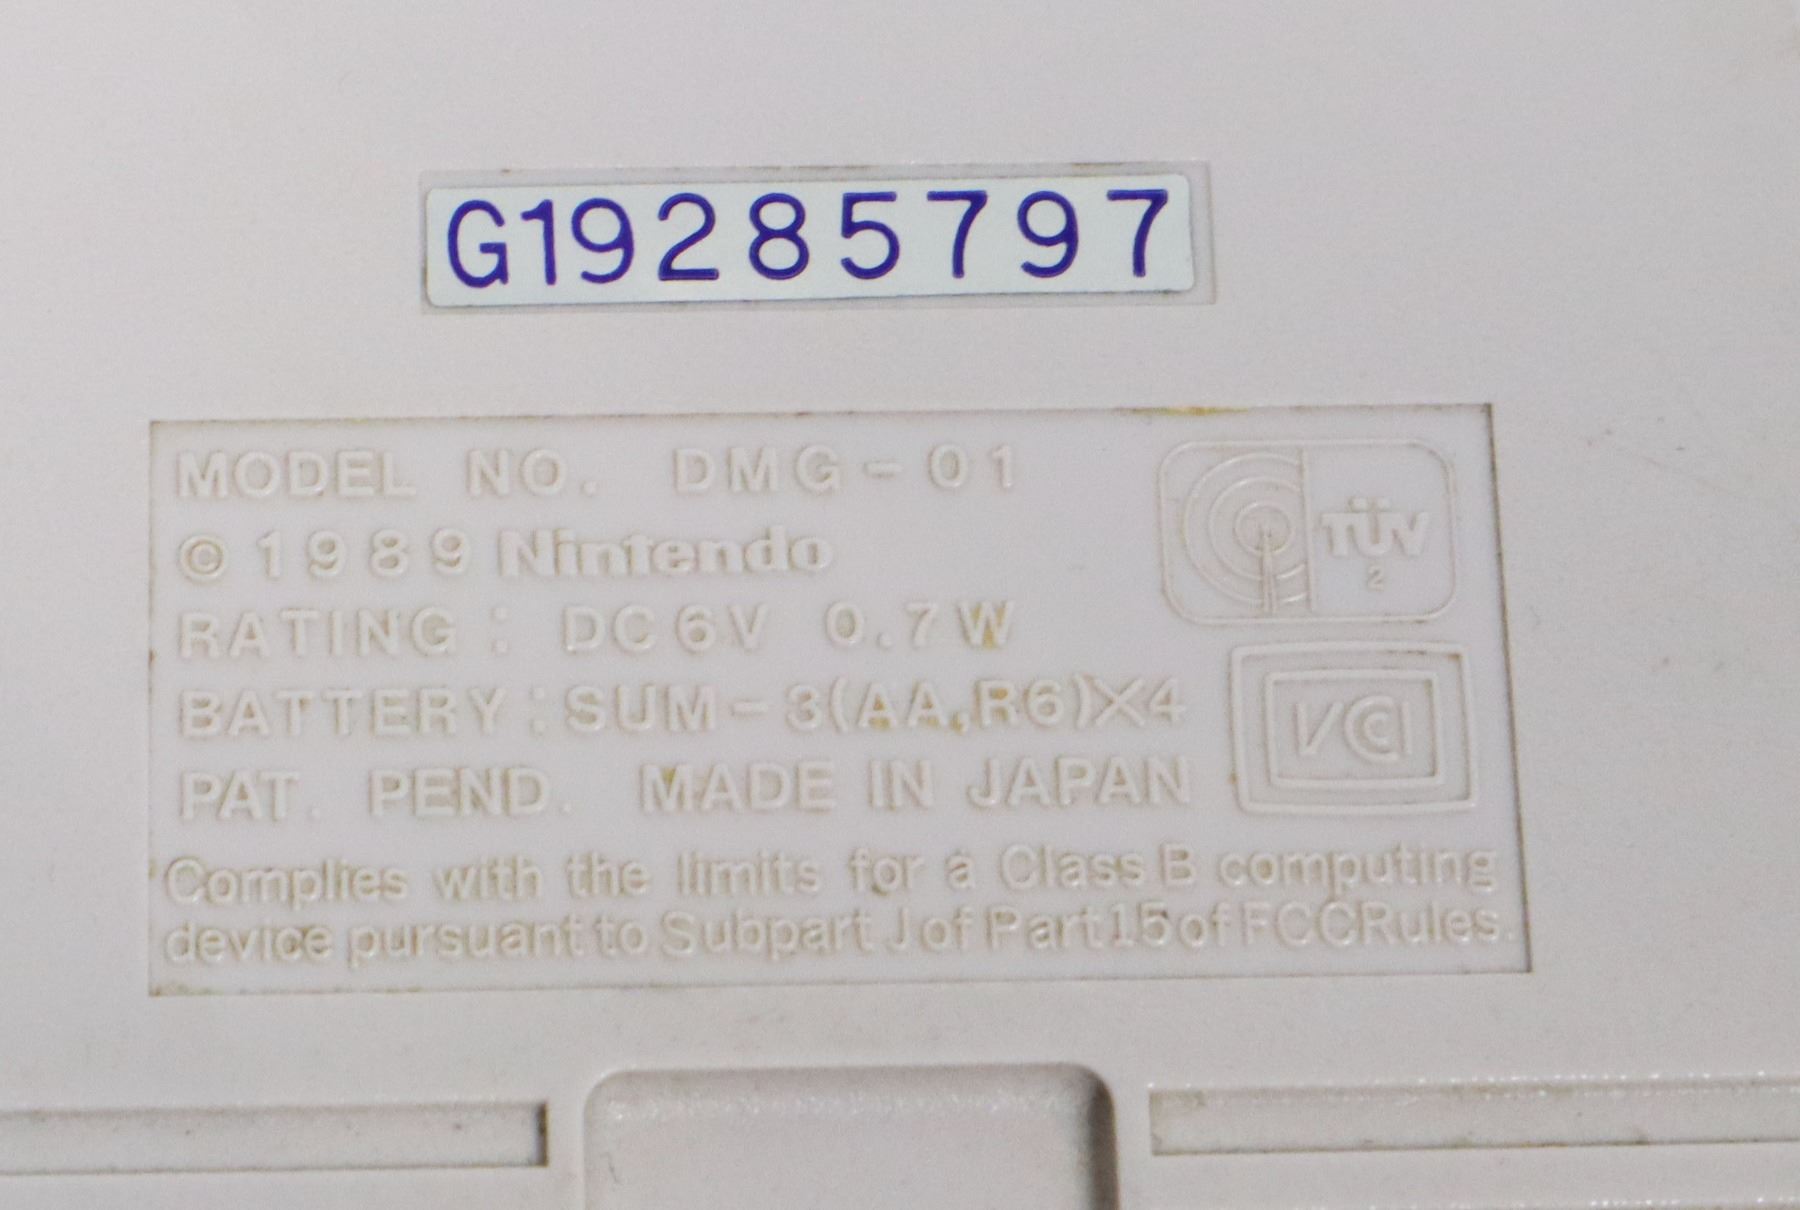 G19285797
MODEL NO. DMG-01
©1989 Nintendo
RATING: DC6V 0.7W
BATTERY:SUM-3(AA,R6)X4
PAT. PEND. MADE IN JAPAN
Complies with the limits for a Class B computing
device pursuant to Subpart J of Part 15 of FCC Rules.
TÜV
2
VCCI